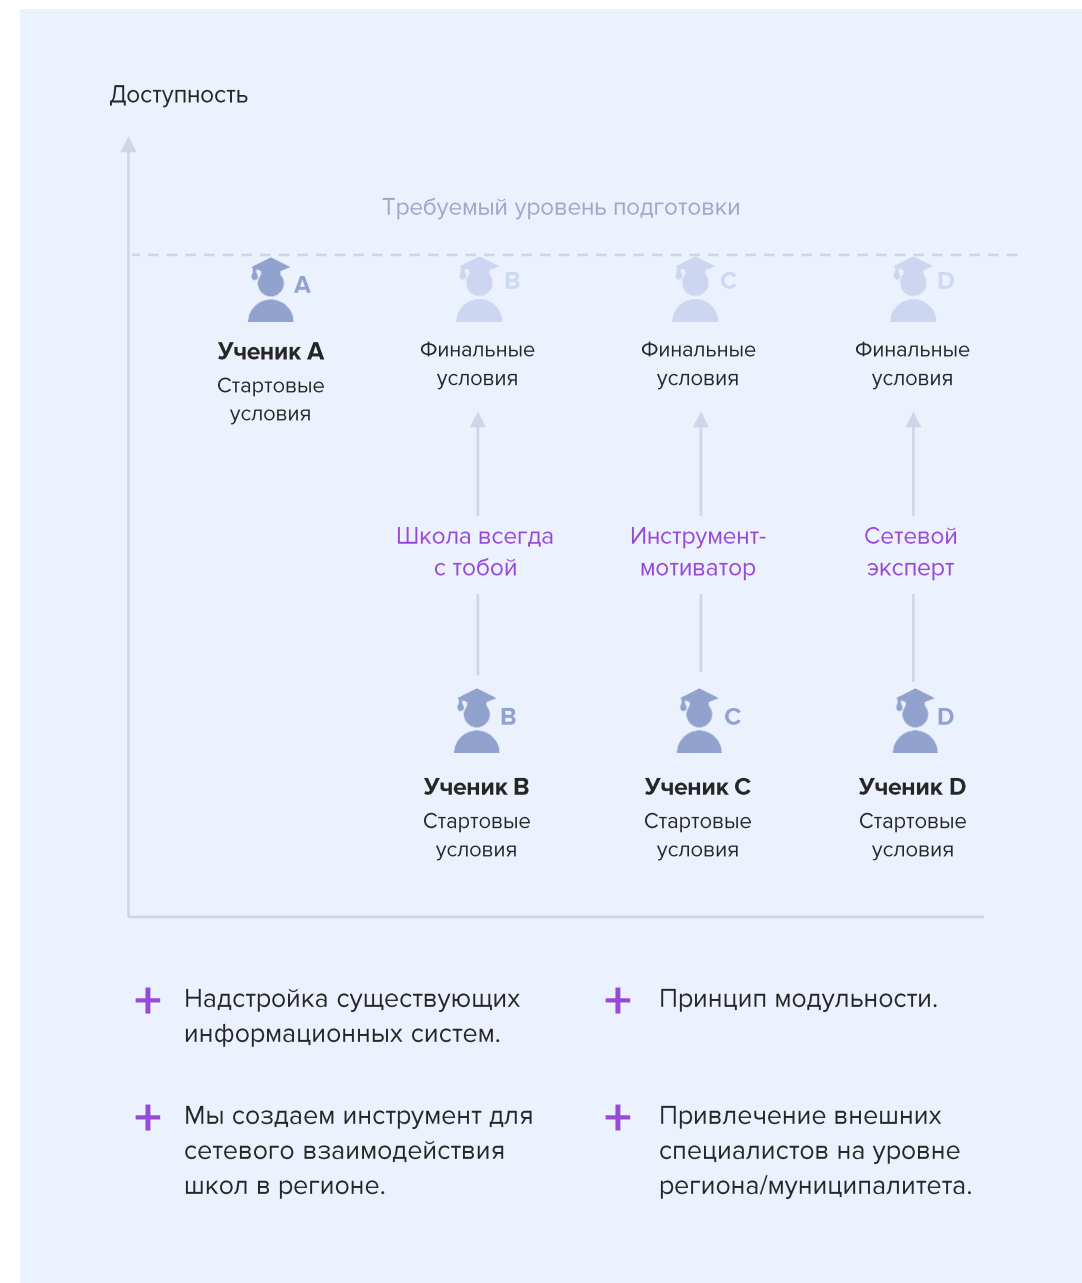 Доступность
Требуемый уровень подготовки
A
B
C
D
Ученик A
Стартовые
условия
Финальные
условия
Финальные
условия
Финальные
условия
Школа всегда
с тобой
Инструмент-
мотиватор
Сетевой
эксперт
B
C
D
Ученик B
Стартовые
условия
Ученик C
Стартовые
условия
Ученик D
Стартовые
условия
+ Надстройка существующих
информационных систем.
+ Принцип модульности.
+ Мы создаем инструмент для
сетевого взаимодействия
школ в регионе.
+ Привлечение внешних
специалистов на уровне
региона/муниципалитета.